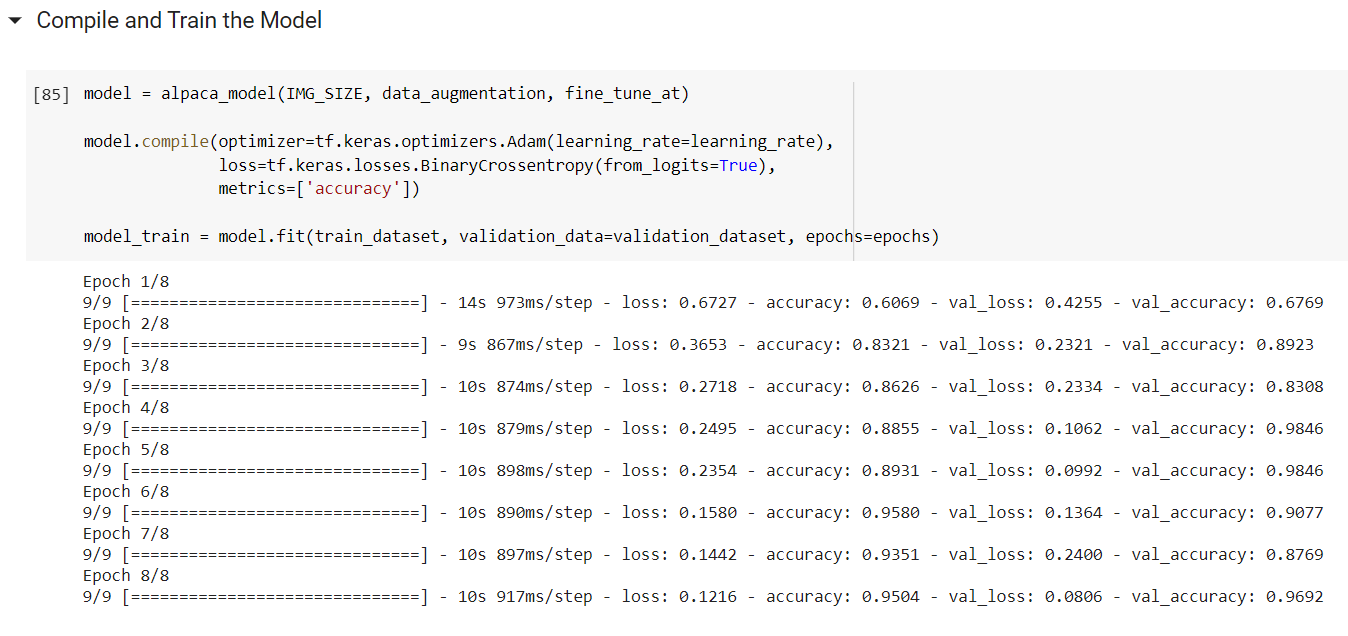 Compile and Train the Model
[85] model = alpaca_model(IMG_SIZE, data_augmentation, fine_tune_at)
model.compile(optimizer=tf.keras.optimizers.Adam(learning_rate=learning_rate),
loss=tf.keras.losses.BinaryCrossentropy(from_logits=True),
metrics=['accuracy'])
model_train = model.fit(train_dataset, validation_data=validation_dataset, epochs=epochs)
Epoch 1/8
9/9 [==============================] - 14s 973ms/step - loss: 0.6727 - accuracy: 0.6069 - val_loss: 0.4255 - val_accuracy: 0.6769
Epoch 2/8
9/9 [==============================] - 9s 867ms/step - loss: 0.3653 - accuracy: 0.8321 - val_loss: 0.2321 - val_accuracy: 0.8923
Epoch 3/8
9/9 [==============================] - 10s 874ms/step - loss: 0.2718 - accuracy: 0.8626 - val_loss: 0.2334 - val_accuracy: 0.8308
Epoch 4/8
9/9 [==============================] - 10s 879ms/step - loss: 0.2495 - accuracy: 0.8855 - val_loss: 0.1062 - val_accuracy: 0.9846
Epoch 5/8
9/9 [==============================] - 10s 898ms/step - loss: 0.2354 - accuracy: 0.8931 - val_loss: 0.0992 - val_accuracy: 0.9846
Epoch 6/8
9/9 [==============================] - 10s 890ms/step - loss: 0.1580 - accuracy: 0.9580 - val_loss: 0.1364 - val_accuracy: 0.9077
Epoch 7/8
9/9 [==============================] - 10s 897ms/step - loss: 0.1442 - accuracy: 0.9351 - val_loss: 0.2400 - val_accuracy: 0.8769
Epoch 8/8
9/9 [==============================] - 10s 917ms/step - loss: 0.1216 - accuracy: 0.9504 - val_loss: 0.0806 - val_accuracy: 0.9692